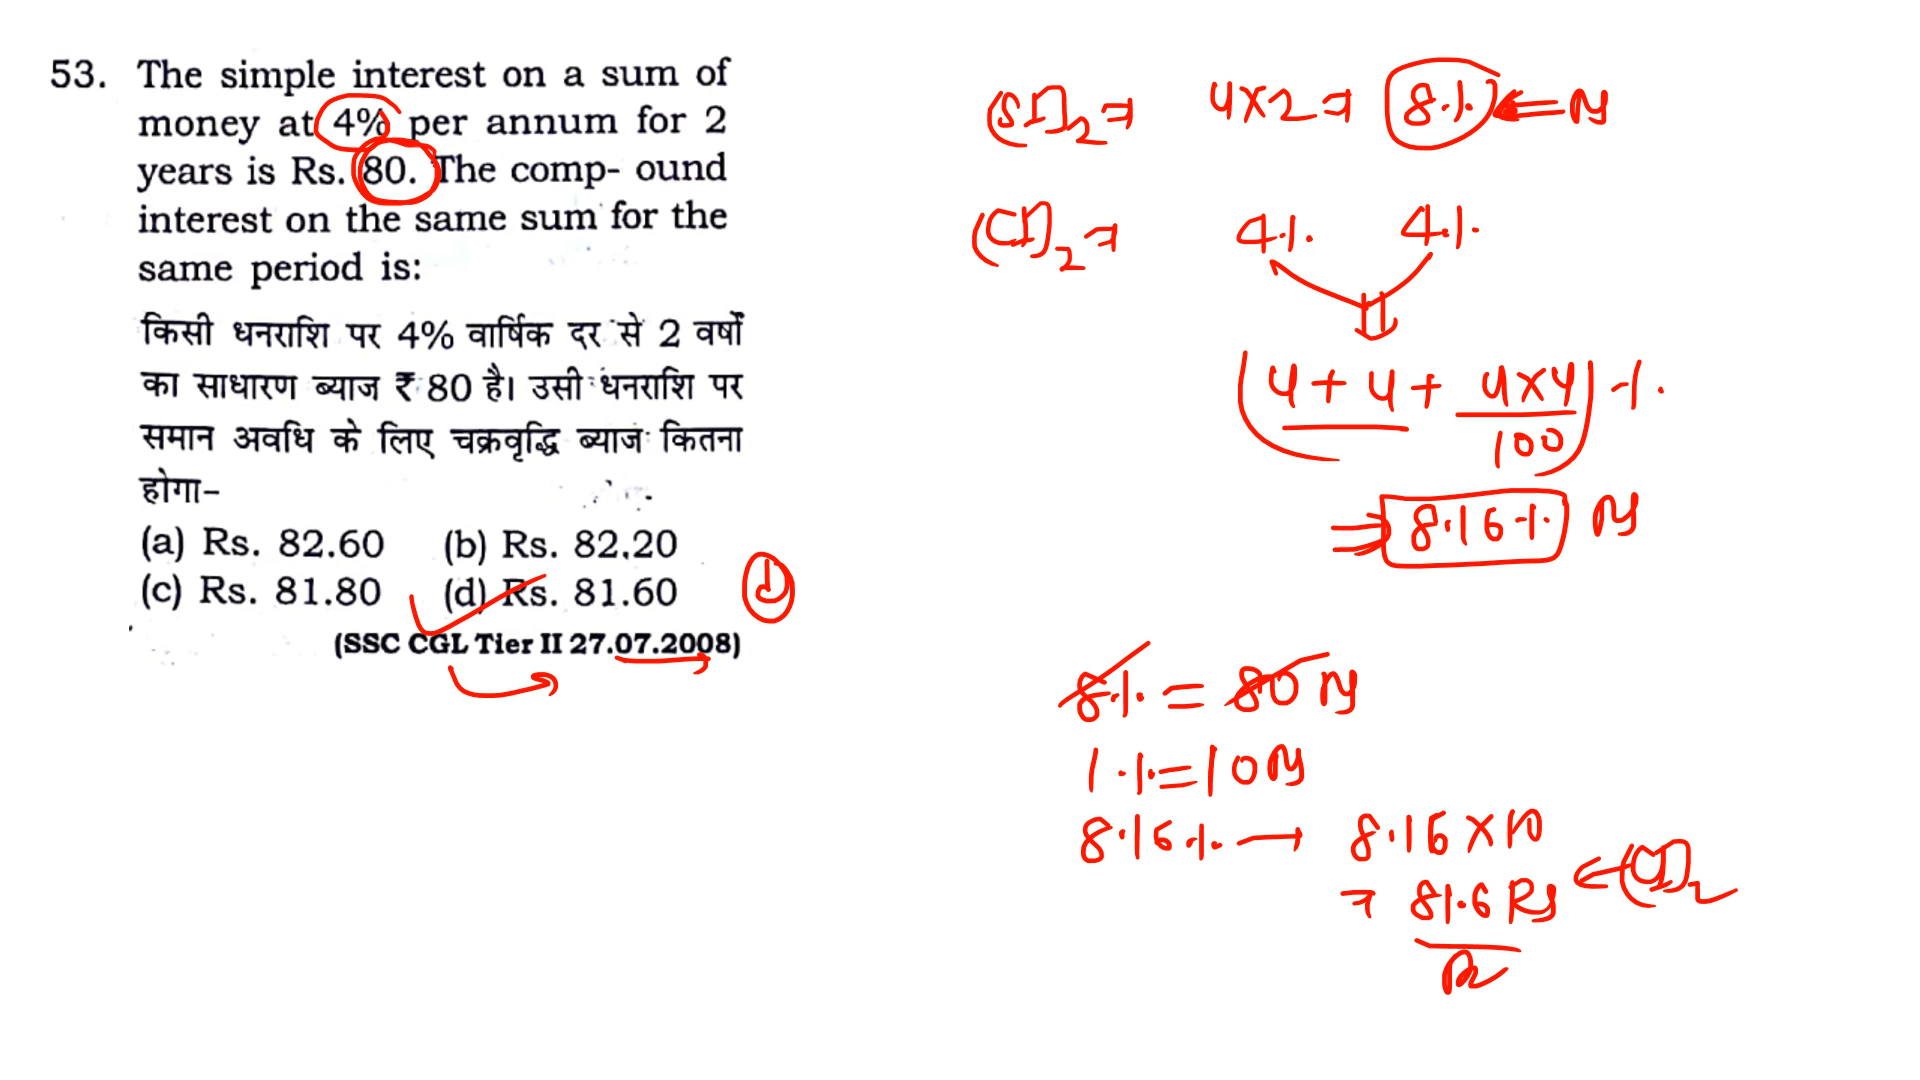 53. The simple interest on a sum of
money at 4% per annum for 2
years is Rs. 80. The comp- ound
interest on the same sum for the
same period is:
किसी धनराशि पर 4% वार्षिक दर से 2 वर्षों
का साधारण ब्याज ₹ 80 है। उसी धनराशि पर
समान अवधि के लिए चक्रवृद्धि ब्याज कितना
होगा–
(a) Rs. 82.60 (b) Rs. 82.20
(c) Rs. 81.80 (d) Rs. 81.60
(SSC CGL Tier II 27.07.2008)
d
(SI)2 ⇒ 4×2 ⇒ 8%
(CI)2 ⇒ 4% 4%
(4 + 4 + 4×4/100) %
⇒ 8.16%
8% = 80
1% = 10
8.16% → 8.16 × 10
= 81.6 Rs ← (CI)2